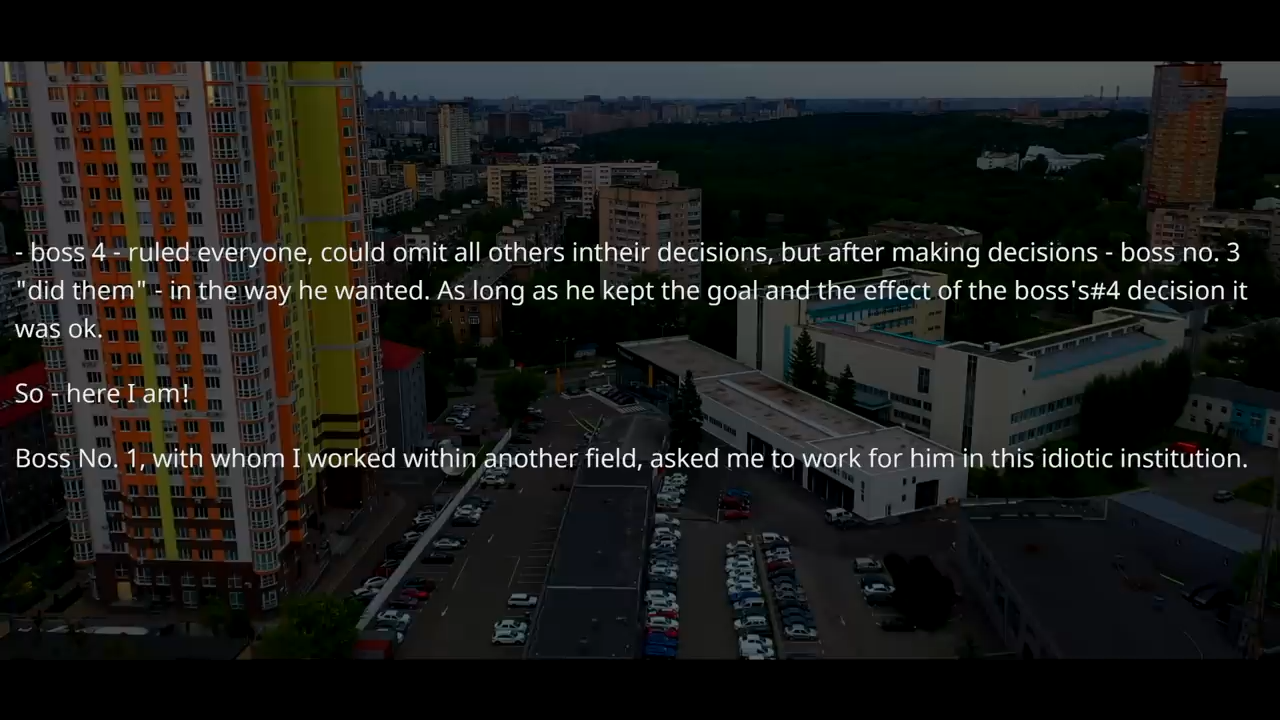 - boss 4 - ruled everyone, could omit all others intheir decisions, but after making decisions - boss no. 3
"did them" - in the way he wanted. As long as he kept the goal and the effect of the boss's#4 decision it
was ok.
So - here I am!
Boss No. 1, with whom I worked within another field, asked me to work for him in this idiotic institution.